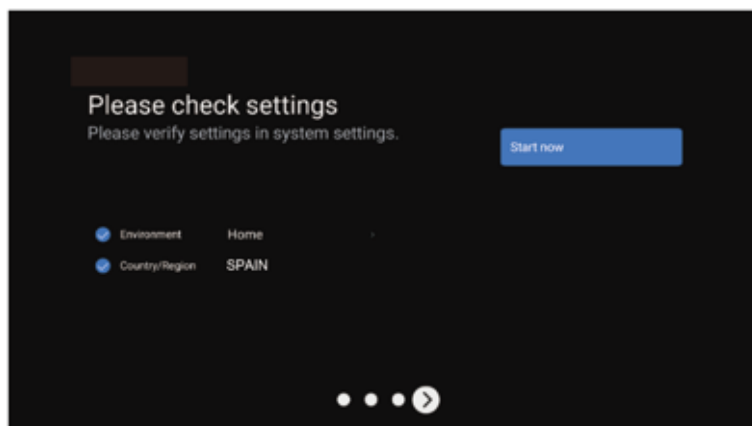 Please check settings
Please verify settings in system settings.
Start now
Environment Home
Country/Region SPAIN